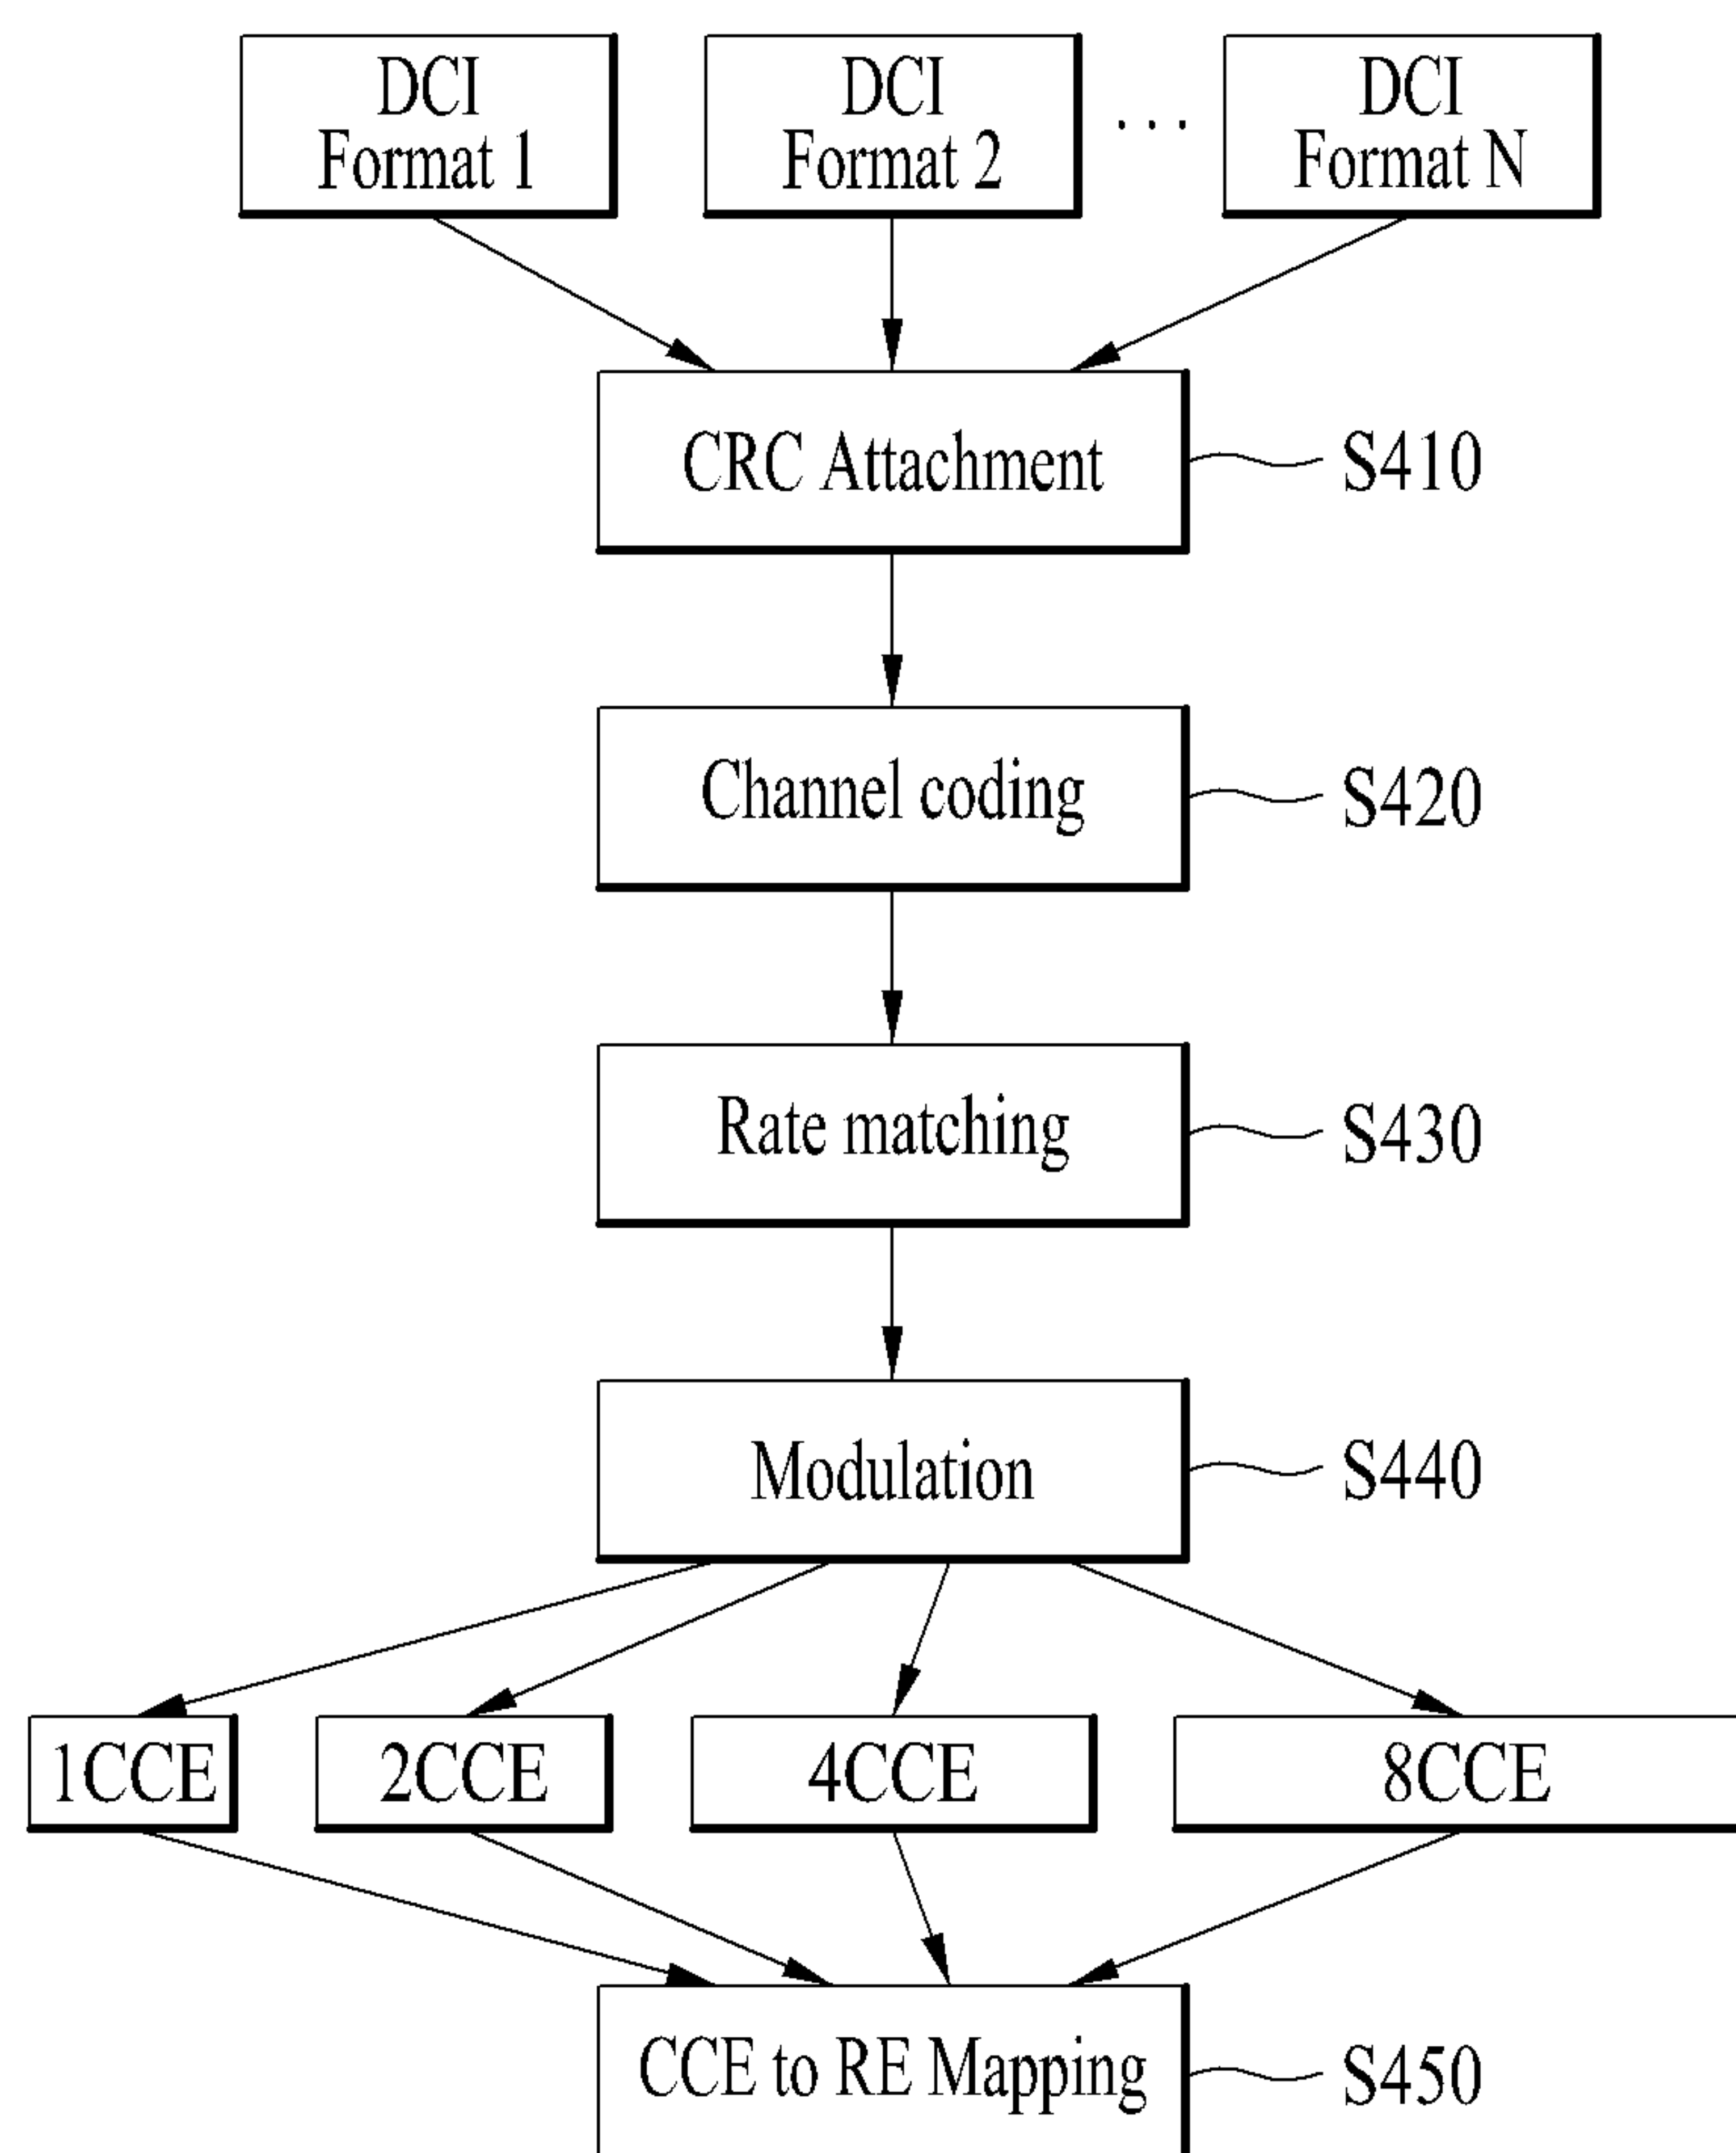 DCI
Format 1
DCI
Format 2
...
DCI
Format N
CRC Attachment
S410
Channel coding
S420
Rate matching
S430
Modulation
S440
1CCE
2CCE
4CCE
8CCE
CCE to RE Mapping
S450